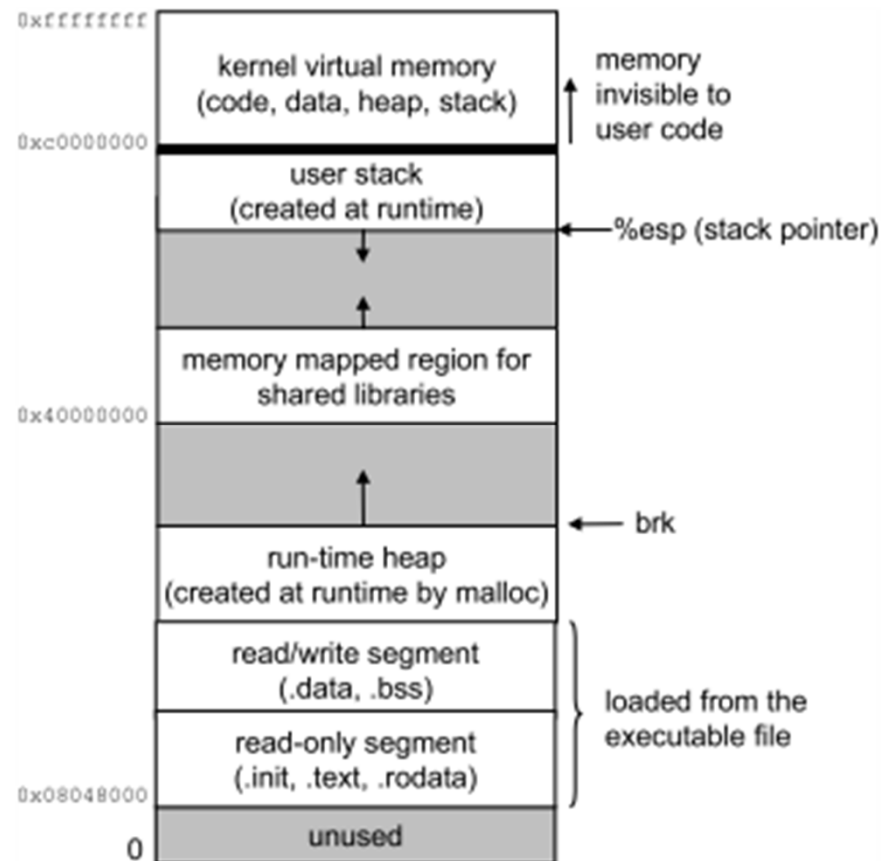 0xffffffff
kernel virtual memory
(code, data, heap, stack)
memory
invisible to
user code
0xc0000000
user stack
(created at runtime)
%esp (stack pointer)
memory mapped region for
shared libraries
0x40000000
brk
run-time heap
(created at runtime by malloc)
read/write segment
(.data, .bss)
loaded from the
executable file
read-only segment
(.init, .text, .rodata)
0x08048000
unused
0